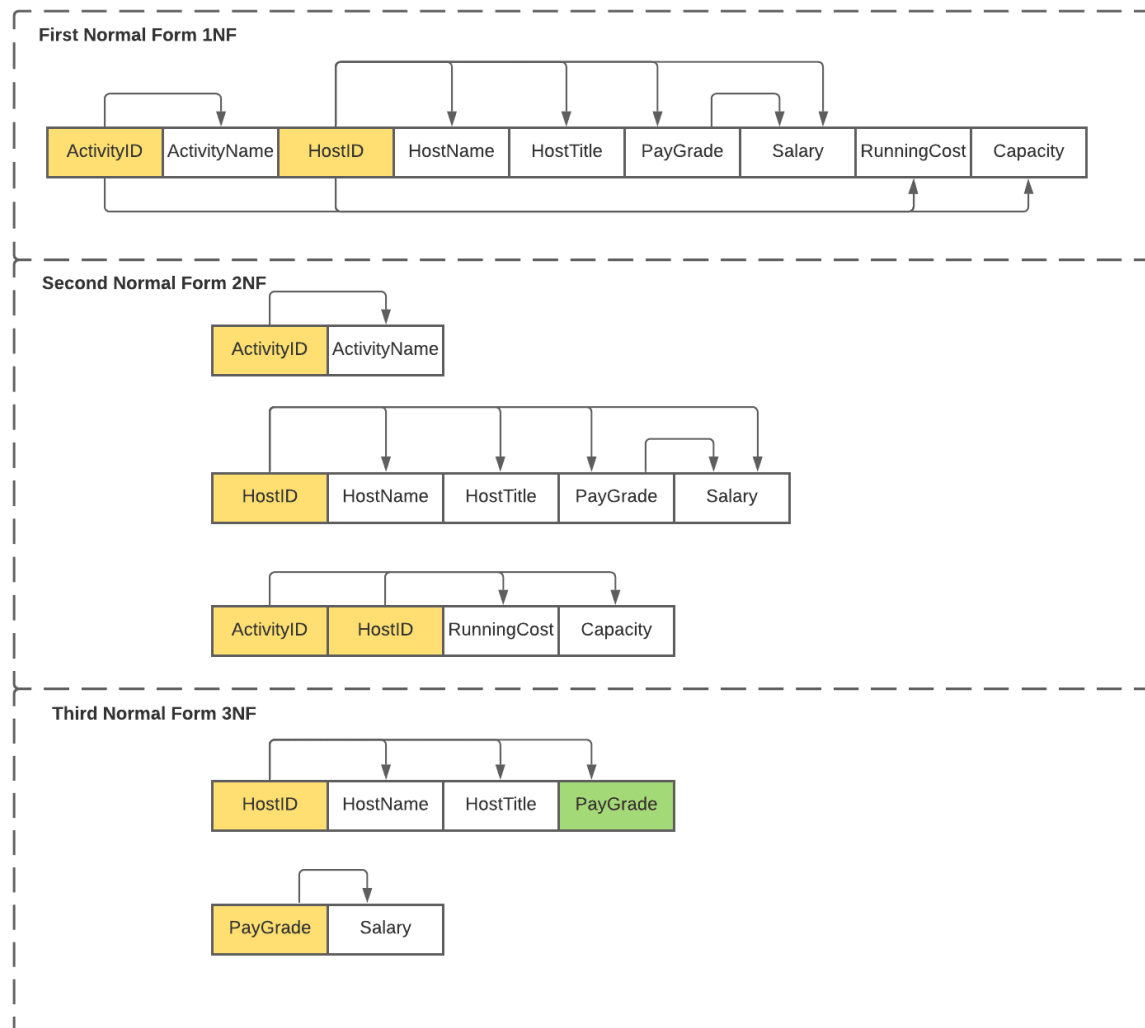 First Normal Form 1NF
ActivityID ActivityName HostID HostName HostTitle PayGrade Salary RunningCost Capacity
Second Normal Form 2NF
ActivityID ActivityName
HostID HostName HostTitle PayGrade Salary
ActivityID HostID RunningCost Capacity
Third Normal Form 3NF
HostID HostName HostTitle PayGrade
PayGrade Salary